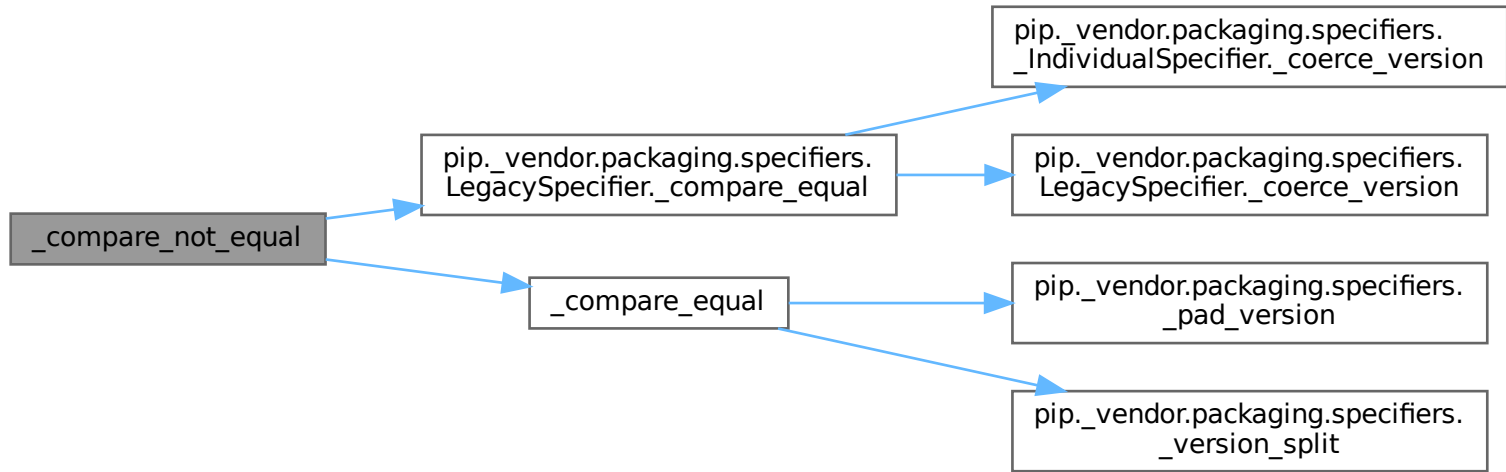 _compare_not_equal
pip._vendor.packaging.specifiers.
LegacySpecifier._compare_equal
_compare_equal
pip._vendor.packaging.specifiers.
_IndividualSpecifier._coerce_version
pip._vendor.packaging.specifiers.
LegacySpecifier._coerce_version
pip._vendor.packaging.specifiers.
_pad_version
pip._vendor.packaging.specifiers.
_version_split